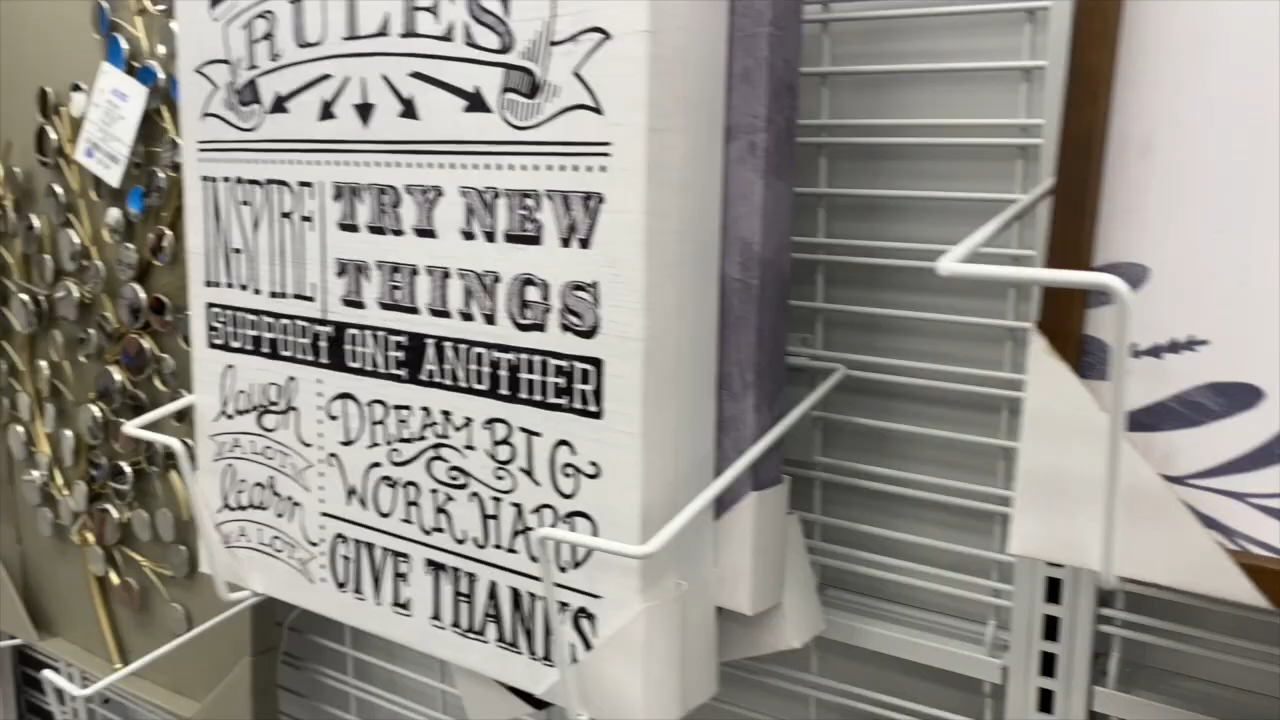 RULES
INSPIRE
TRY NEW
THINGS
SUPPORT ONE ANOTHER
laugh
A LOT
learn
A LOT
DREAM BIG
WORK HARD
GIVE THANKS